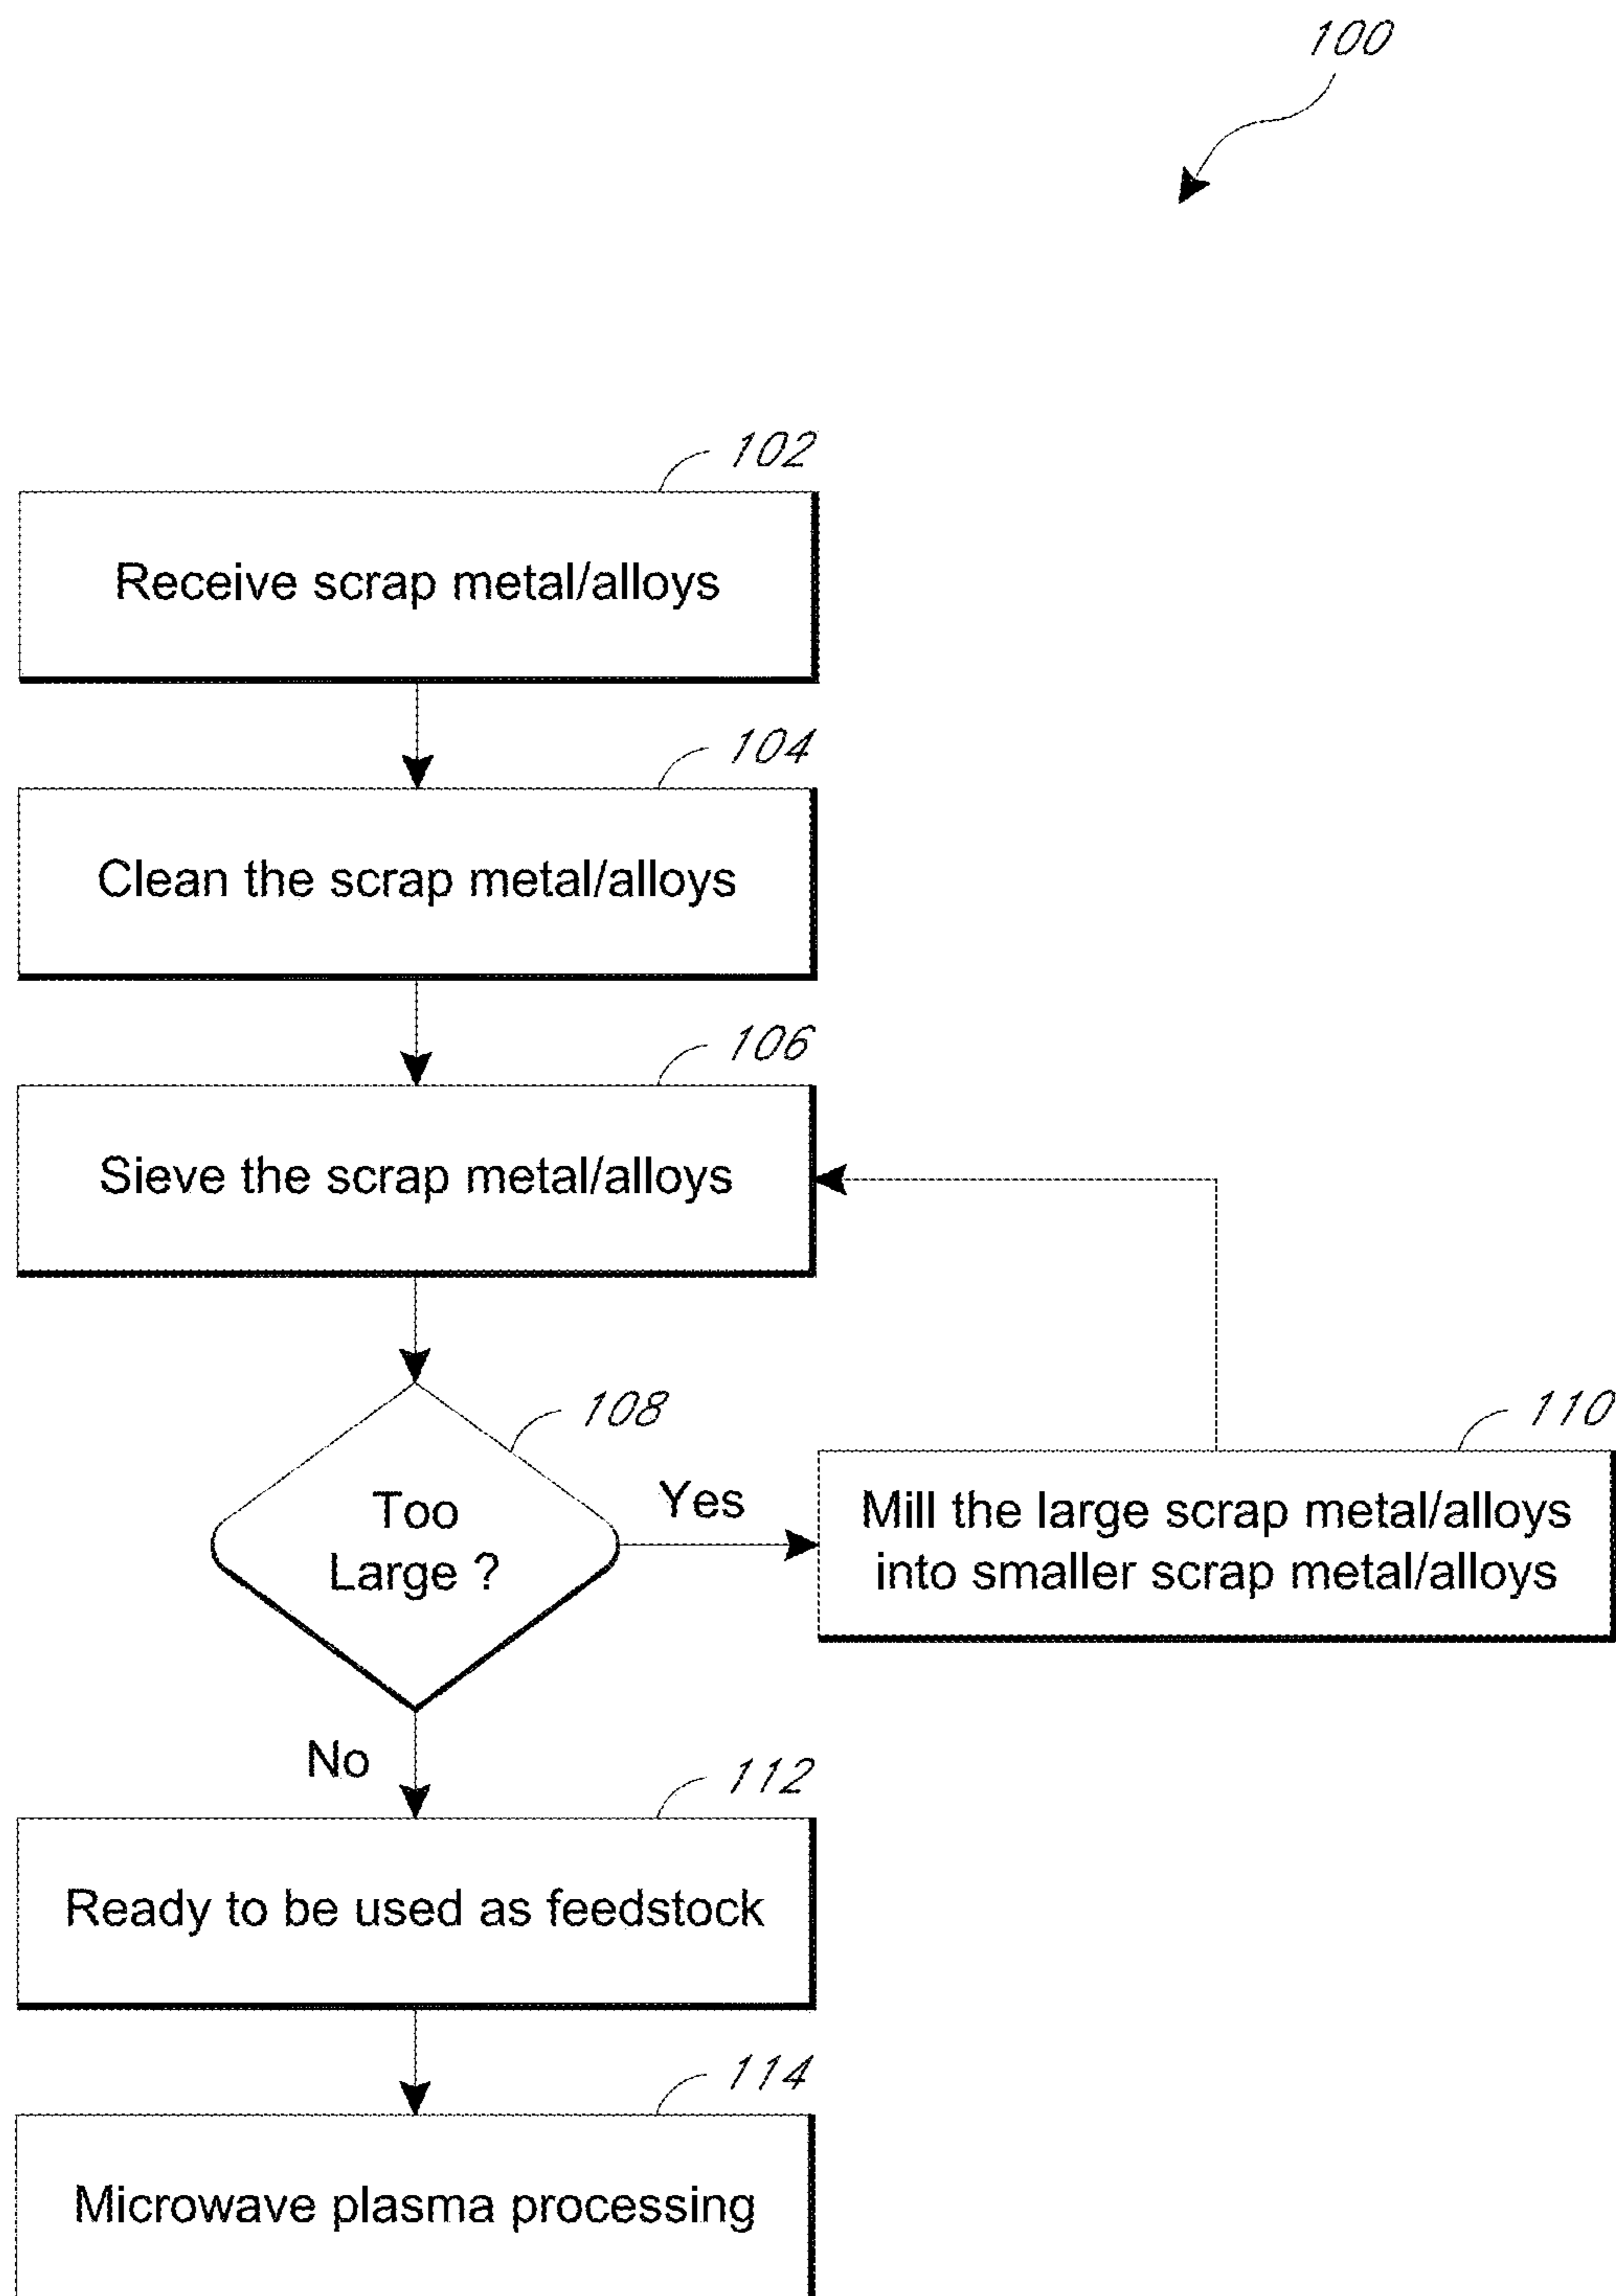 100
102
Receive scrap metal/alloys
104
Clean the scrap metal/alloys
106
Sieve the scrap metal/alloys
108
Too
Large ?
Yes
110
Mill the large scrap metal/alloys
into smaller scrap metal/alloys
No
112
Ready to be used as feedstock
114
Microwave plasma processing